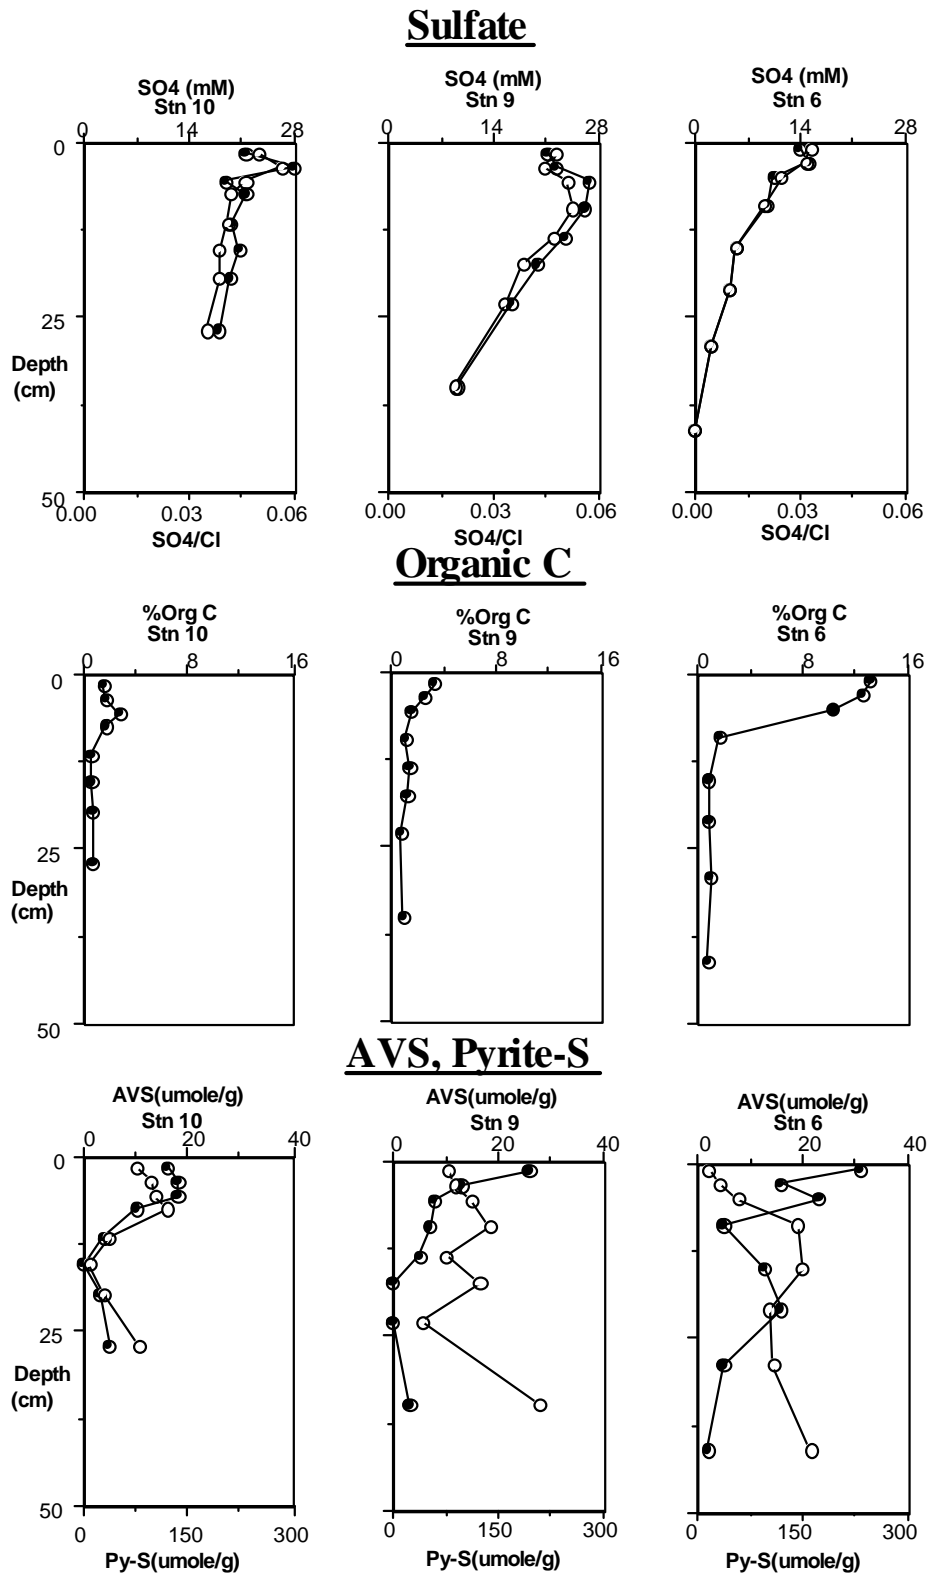 Sulfate
SO4 (mM)
Stn 10
0 14 28
SO4 (mM)
Stn 9
0 14 28
SO4 (mM)
Stn 6
0 14 28
0
25
Depth
(cm)
50
0.00 0.03 0.06
SO4/Cl
0.00 0.03 0.06
SO4/Cl
0.00 0.03 0.06
SO4/Cl
Organic C
%Org C
Stn 10
0 8 16
%Org C
Stn 9
0 8 16
%Org C
Stn 6
0 8 16
0
25
Depth
(cm)
50
AVS, Pyrite-S
AVS(umole/g)
Stn 10
0 20 40
AVS(umole/g)
Stn 9
0 20 40
AVS(umole/g)
Stn 6
0 20 40
0
25
Depth
(cm)
50
0 150 300
Py-S(umole/g)
0 150 300
Py-S(umole/g)
0 150 300
Py-S(umole/g)